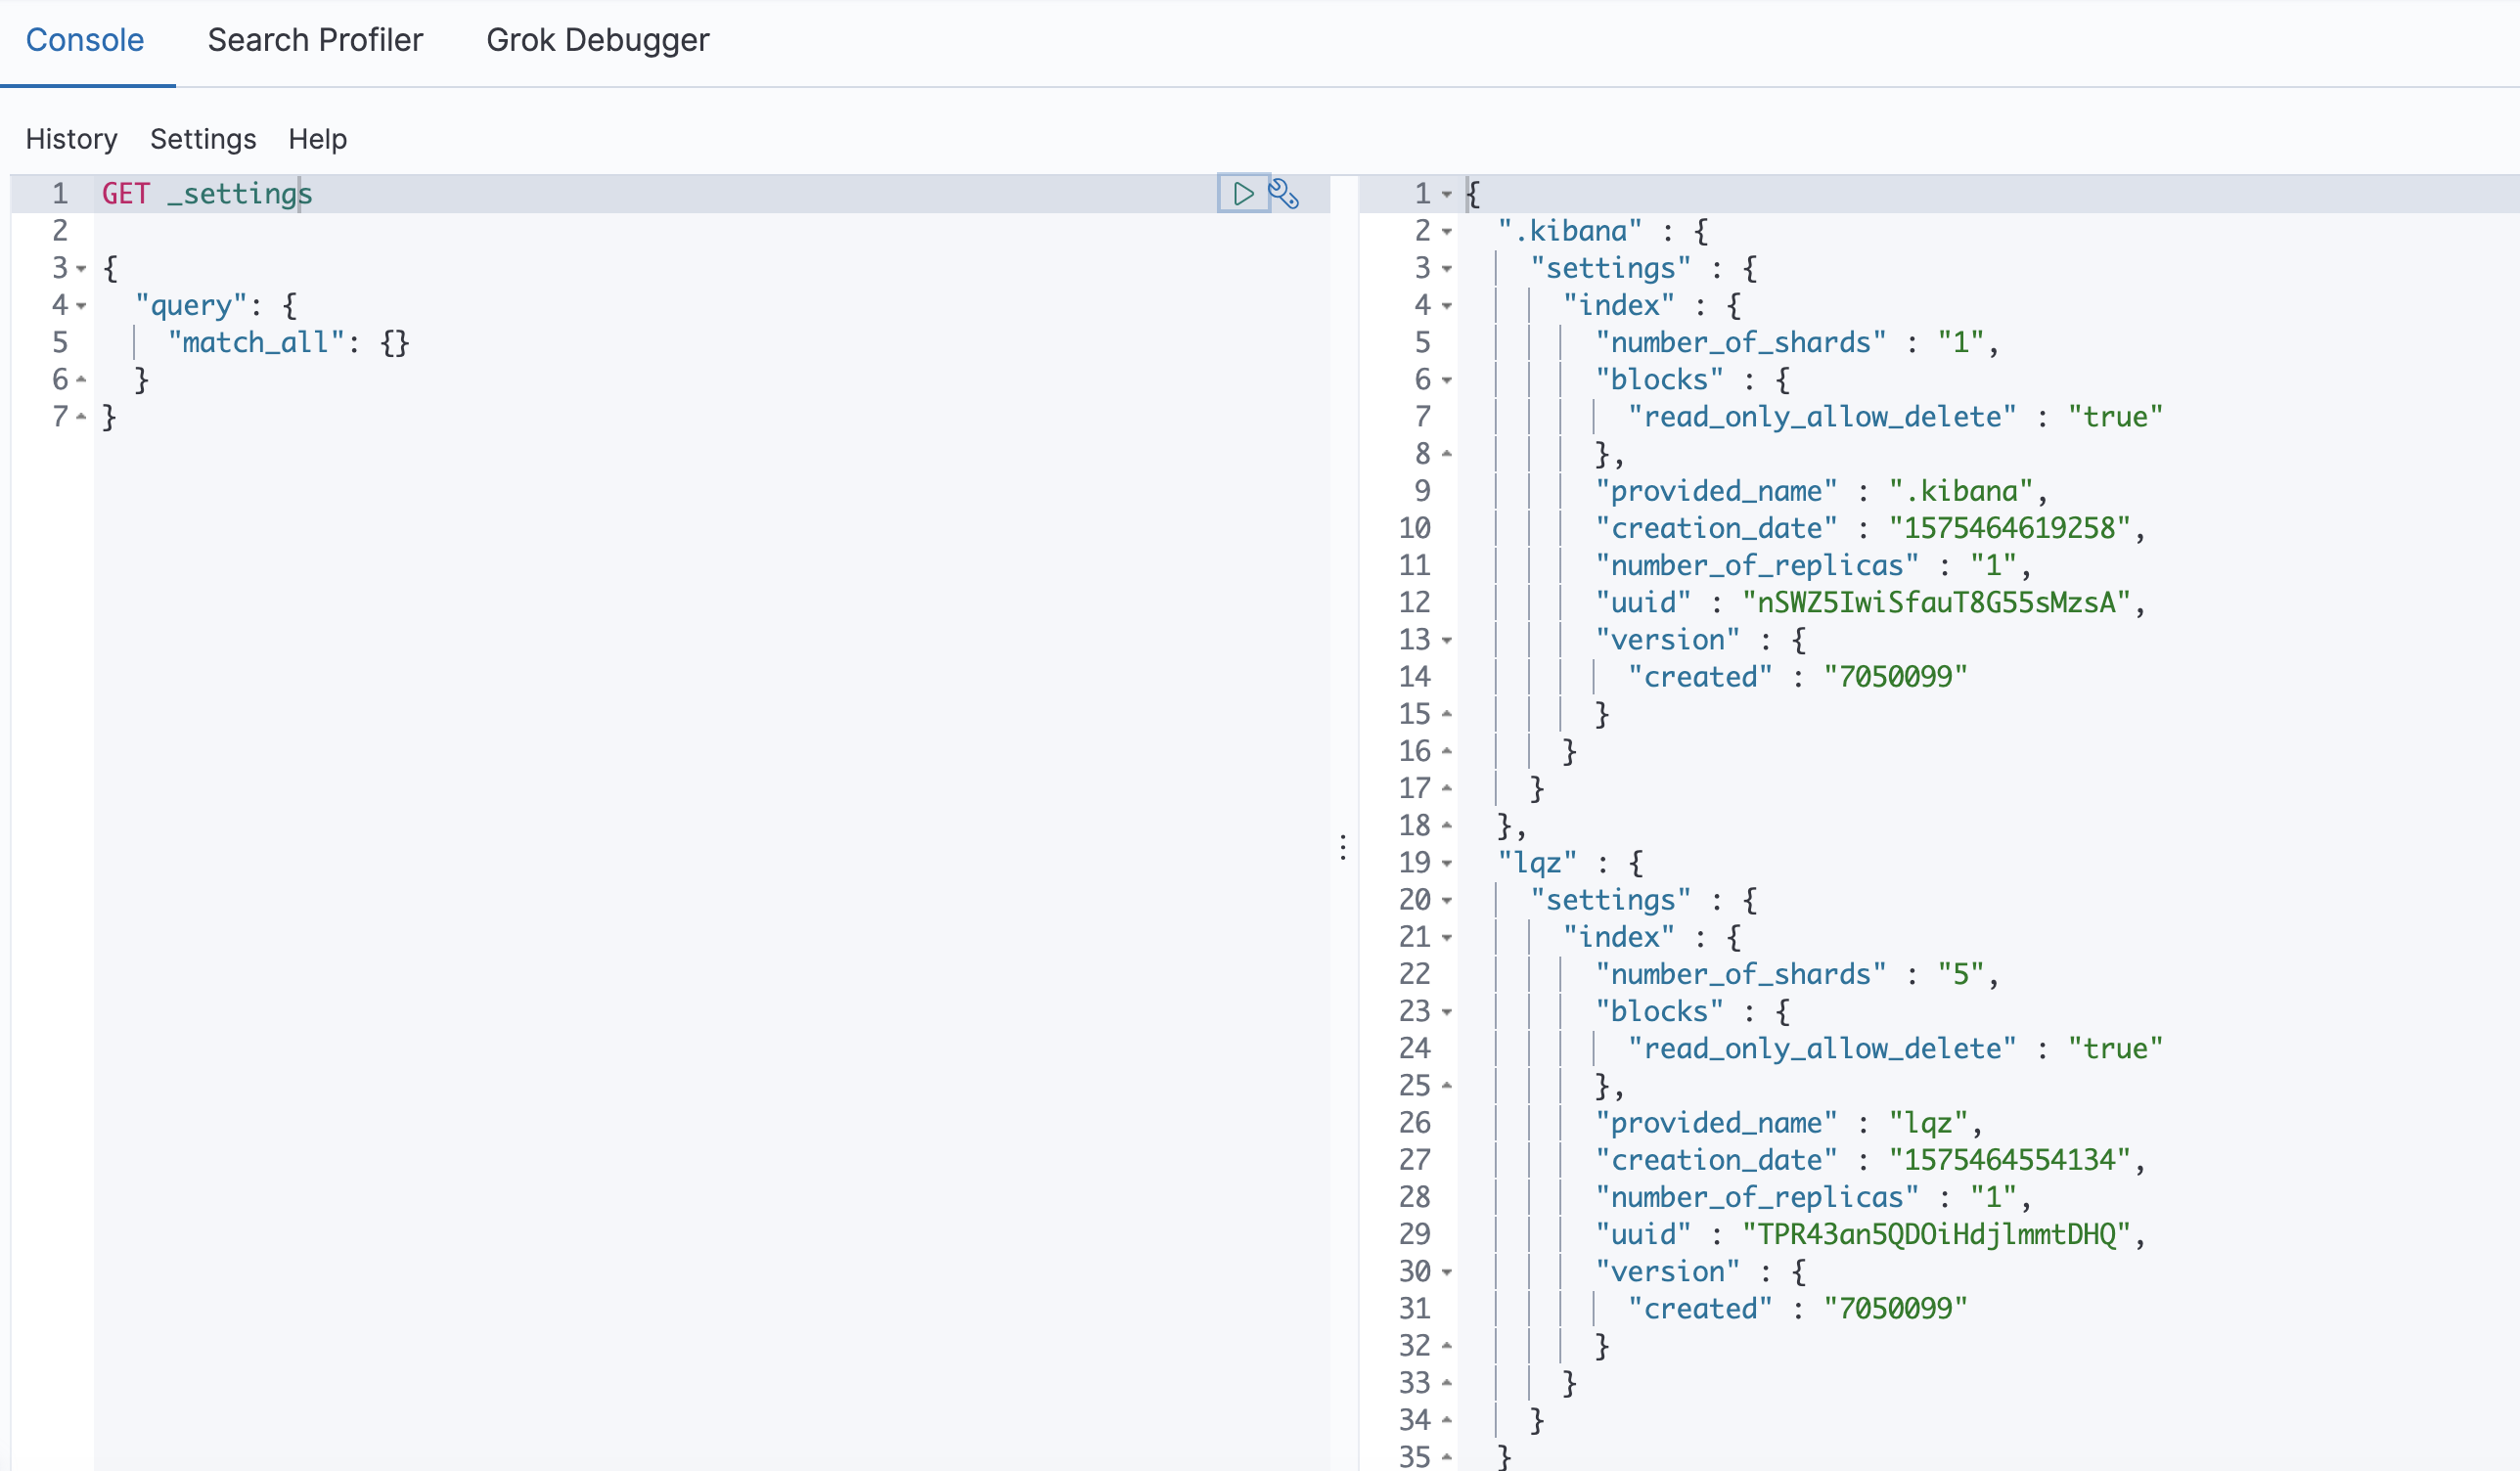 Console Search Profiler Grok Debugger
History Settings Help
1 GET _settings
2
3 {
4 "query": {
5 "match_all": {}
6 }
7 }
1 {
2 ".kibana" : {
3 "settings" : {
4 "index" : {
5 "number_of_shards" : "1",
6 "blocks" : {
7 "read_only_allow_delete" : "true"
8 },
9 "provided_name" : ".kibana",
10 "creation_date" : "1575464619258",
11 "number_of_replicas" : "1",
12 "uuid" : "nSWZ5IwiSfauT8G55sMzsA",
13 "version" : {
14 "created" : "7050099"
15 }
16 }
17 }
18 },
19 "lqz" : {
20 "settings" : {
21 "index" : {
22 "number_of_shards" : "5",
23 "blocks" : {
24 "read_only_allow_delete" : "true"
25 },
26 "provided_name" : "lqz",
27 "creation_date" : "1575464554134",
28 "number_of_replicas" : "1",
29 "uuid" : "TPR43an5QDOiHdjlmmtDHQ",
30 "version" : {
31 "created" : "7050099"
32 }
33 }
34 }
35 }